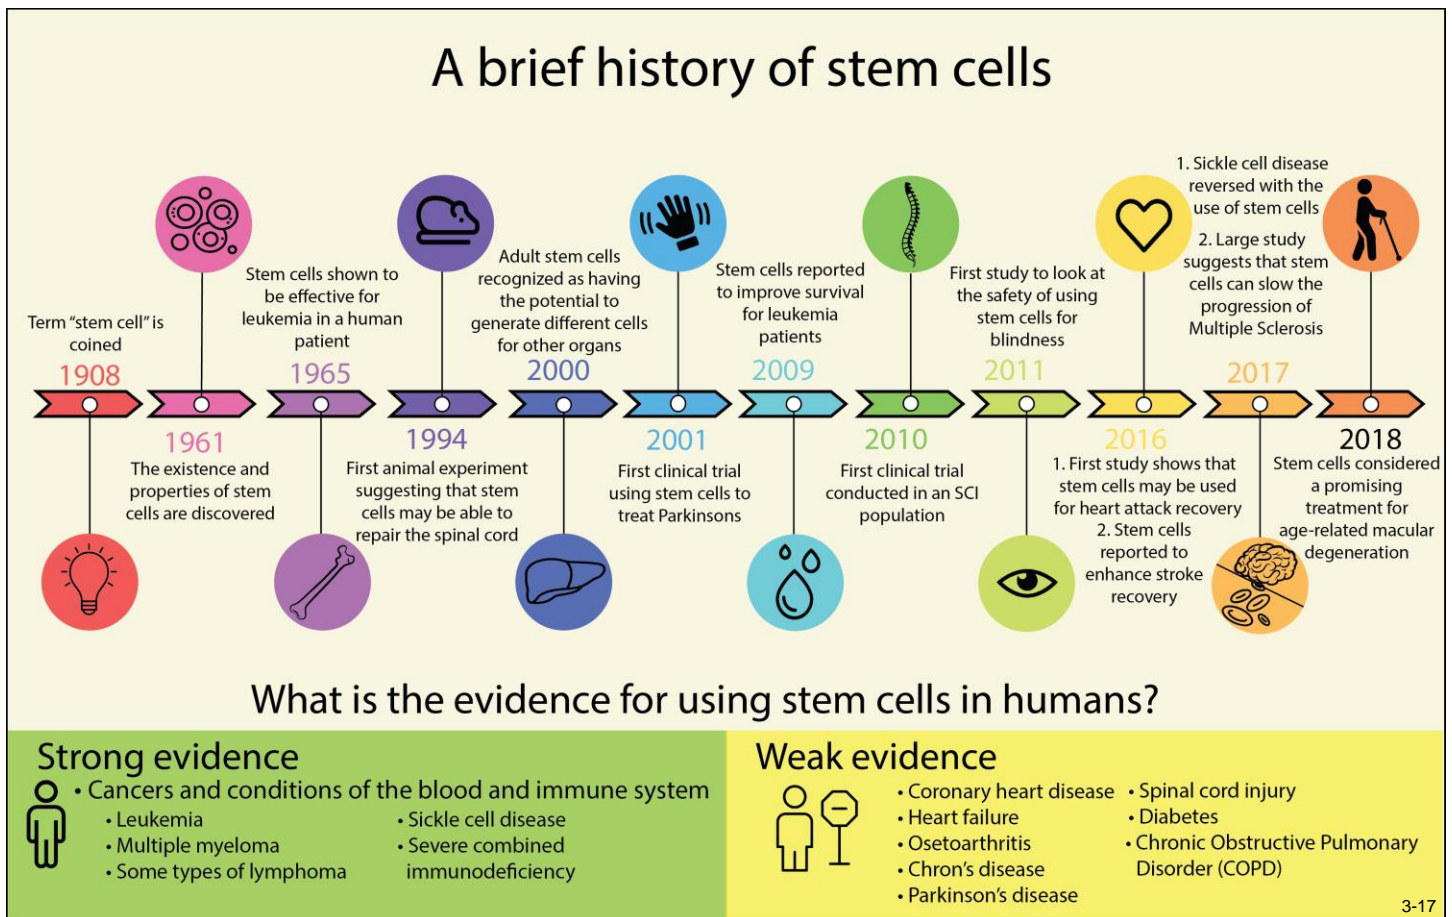 A brief history of stem cells
Term “stem cell” is
coined
1908
1961
The existence and
properties of stem
cells are discovered
Stem cells shown to
be effective for
leukemia in a human
patient
1965
1994
First animal experiment
suggesting that stem
cells may be able to
repair the spinal cord
Adult stem cells
recognized as having
the potential to
generate different cells
for other organs
2000
2001
First clinical trial
using stem cells to
treat Parkinsons
Stem cells reported
to improve survival
for leukemia
patients
2009
2010
First clinical trial
conducted in an SCI
population
First study to look at
the safety of using
stem cells for
blindness
2011
2016
1. First study shows that
stem cells may be used
for heart attack recovery
2. Stem cells
reported to
enhance stroke
recovery
1. Sickle cell disease
reversed with the
use of stem cells
2. Large study
suggests that stem
cells can slow the
progression of
Multiple Sclerosis
2017
2018
Stem cells considered
a promising
treatment for
age-related macular
degeneration
What is the evidence for using stem cells in humans?
Strong evidence
• Cancers and conditions of the blood and immune system
• Leukemia
• Multiple myeloma
• Some types of lymphoma
• Sickle cell disease
• Severe combined
immunodeficiency
Weak evidence
• Coronary heart disease
• Heart failure
• Osetoarthritis
• Chron’s disease
• Parkinson’s disease
• Spinal cord injury
• Diabetes
• Chronic Obstructive Pulmonary
Disorder (COPD)
3-17